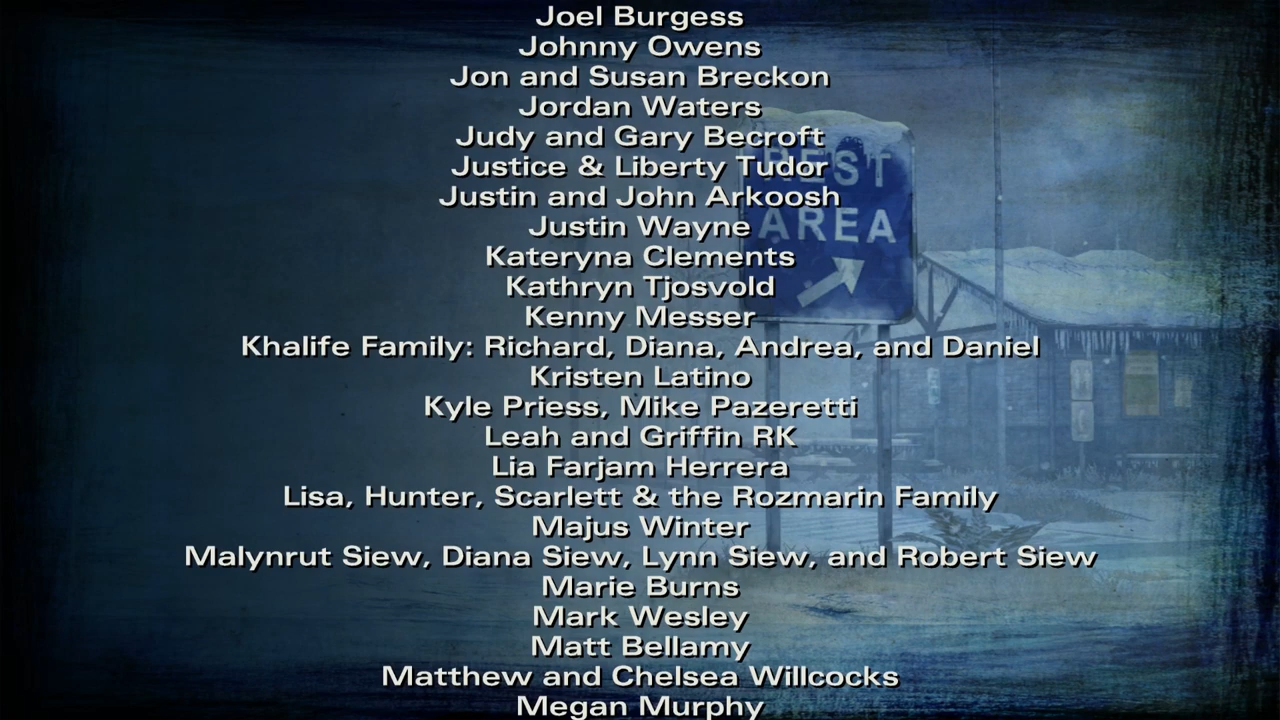 Joel Burgess
Johnny Owens
Jon and Susan Breckon
Jordan Waters
Judy and Gary Becroft
Justice & Liberty Tudor
Justin and John Arkoosh
Justin Wayne
Kateryna Clements
Kathryn Tjosvold
Kenny Messer
Khalife Family: Richard, Diana, Andrea, and Daniel
Kristen Latino
Kyle Priess, Mike Pazeretti
Leah and Griffin RK
Lia Farjam Herrera
Lisa, Hunter, Scarlett & the Rozmarin Family
Majus Winter
Malynrut Siew, Diana Siew, Lynn Siew, and Robert Siew
Marie Burns
Mark Wesley
Matt Bellamy
Matthew and Chelsea Willcocks
Megan Murphy
REST
AREA